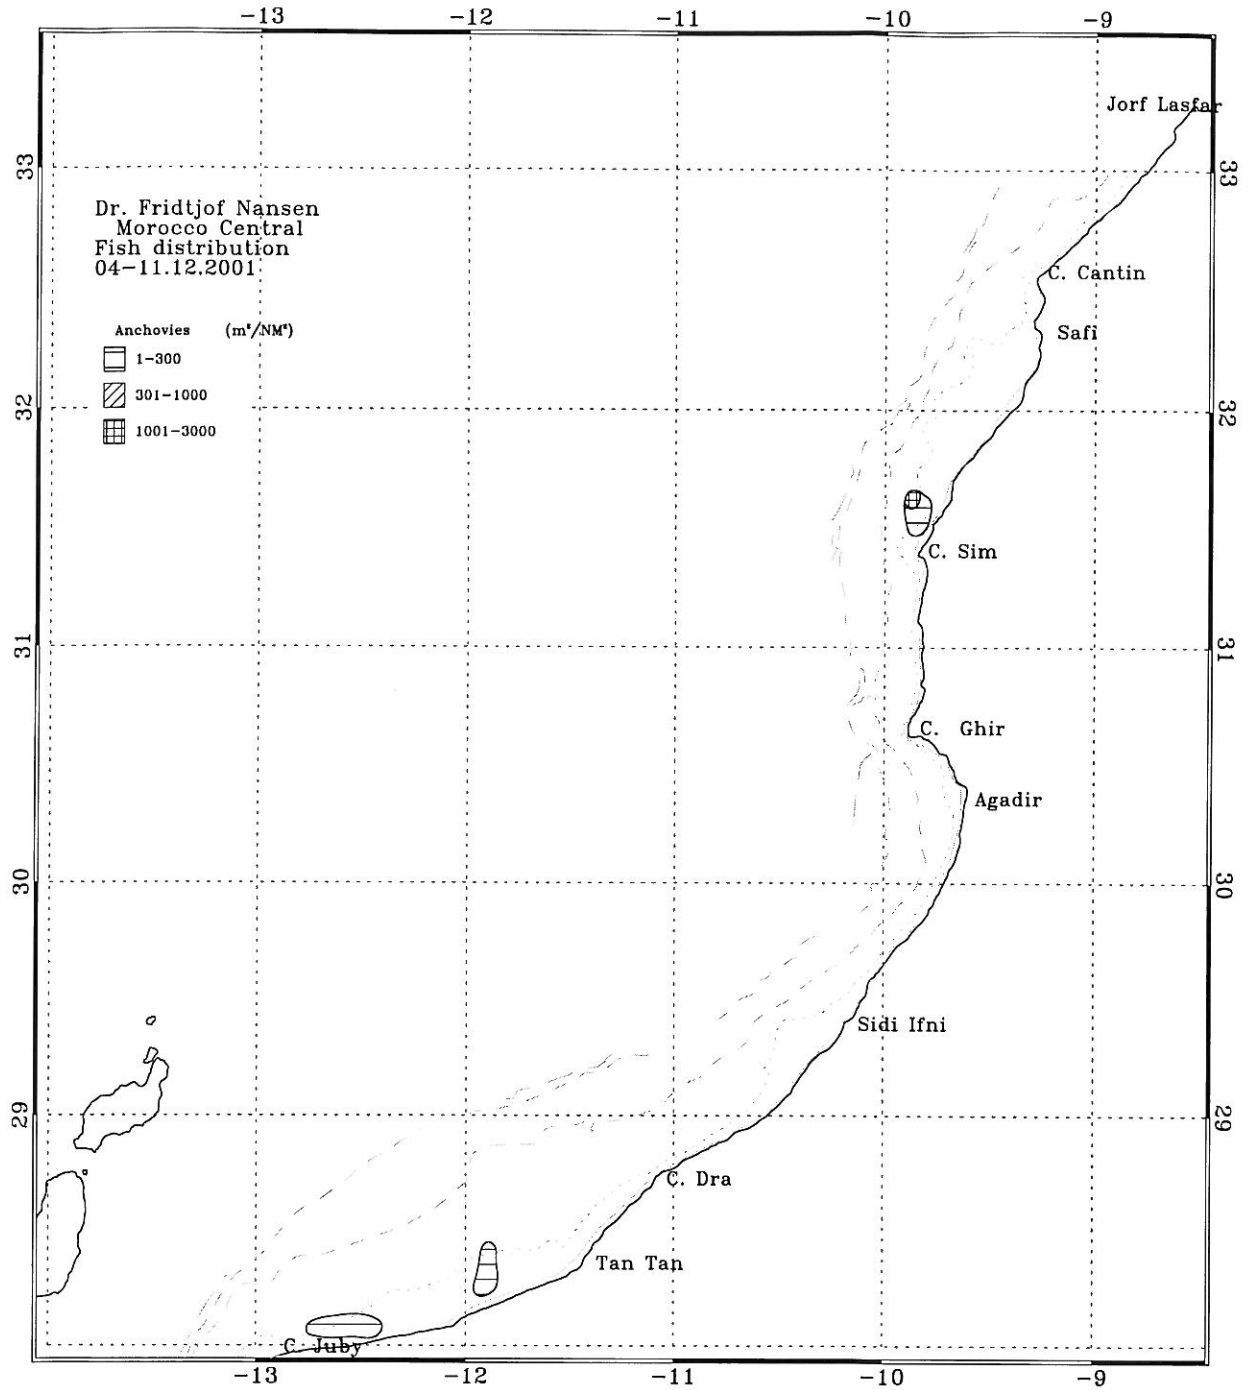 -13 -12 -11 -10 -9
Jorf Lasfar
33 33
Dr. Fridtjof Nansen
Morocco Central
Fish distribution
04-11.12.2001
C. Cantin
Anchovies (m²/NM²)
Safi
1-300
301-1000
32 32
1001-3000
C. Sim
31 31
C. Ghir
Agadir
30 30
Sidi Ifni
29 29
C. Dra
Tan Tan
C. Juby
-13 -12 -11 -10 -9